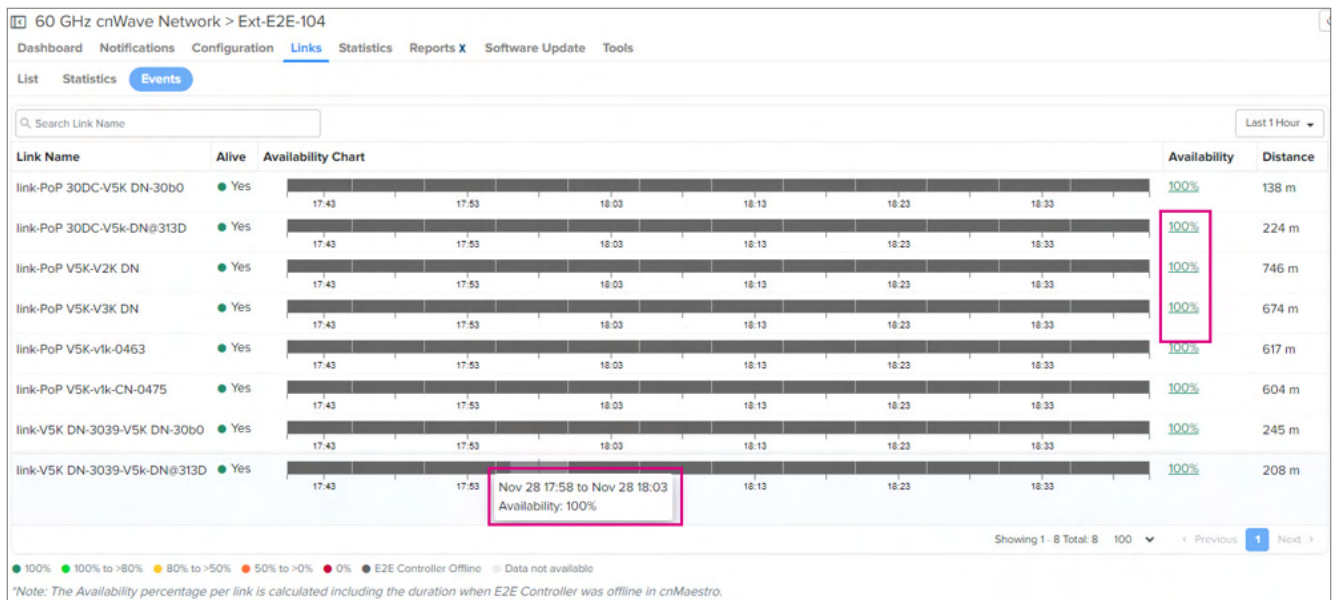 60 GHz cnWave Network > Ext-E2E-104
Dashboard Notifications Configuration Links Statistics Reports X Software Update Tools
List Statistics Events
Search Link Name Last 1 Hour
Link Name Alive Availability Chart Availability Distance
link-PoP 30DC-V5K DN-30b0 Yes 100% 138 m
17:43 17:53 18:03 18:13 18:23 18:33
link-PoP 30DC-V5k-DN@313D Yes 100% 224 m
17:43 17:53 18:03 18:13 18:23 18:33
link-PoP V5K-V2K DN Yes 100% 746 m
17:43 17:53 18:03 18:13 18:23 18:33
link-PoP V5K-V3K DN Yes 100% 674 m
17:43 17:53 18:03 18:13 18:23 18:33
link-PoP V5K-v1k-0463 Yes 100% 617 m
17:43 17:53 18:03 18:13 18:23 18:33
link-PoP V5K-v1k-CN-0475 Yes 100% 604 m
17:43 17:53 18:03 18:13 18:23 18:33
link-V5K DN-3039-V5K DN-30b0 Yes 100% 245 m
17:43 17:53 18:03 18:13 18:23 18:33
link-V5K DN-3039-V5k-DN@313D Yes 100% 208 m
17:43 17:53 18:13 18:23 18:33
Nov 28 17:58 to Nov 28 18:03
Availability: 100%
Showing 1 - 8 Total: 8 100 < Previous 1 Next >
100% 100% to >80% 80% to >50% 50% to >0% 0% E2E Controller Offline Data not available
*Note: The Availability percentage per link is calculated including the duration when E2E Controller was offline in cnMaestro.